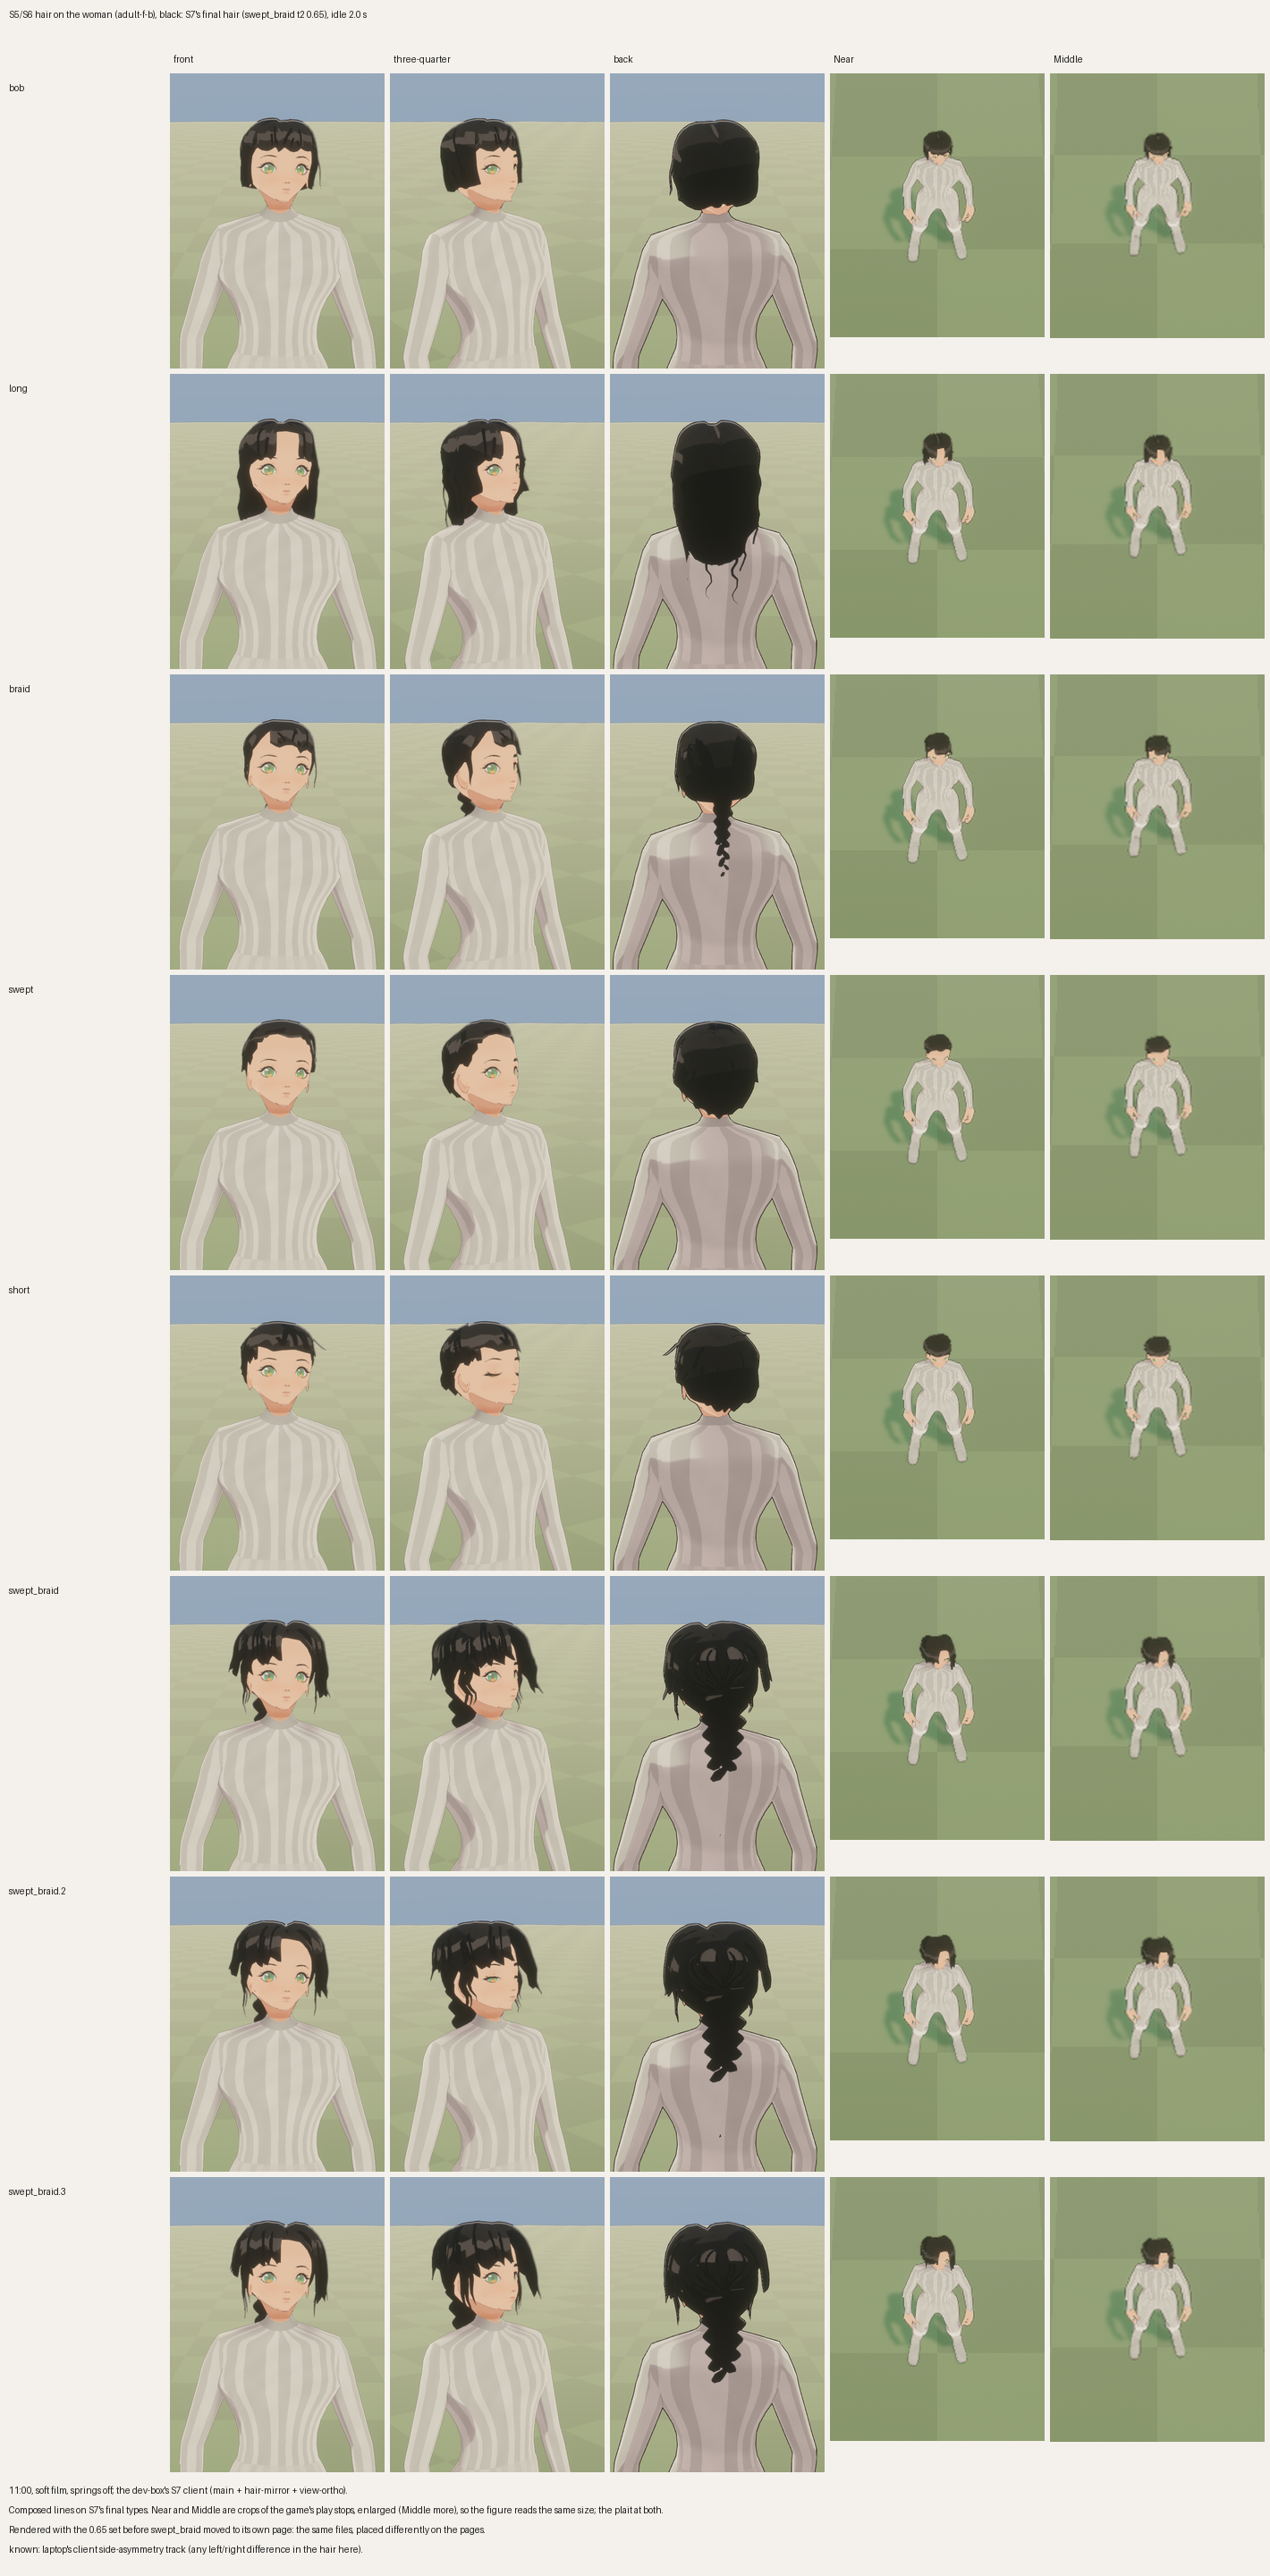 S5/S6 hair on the woman (adult-f-b), black: S7's final hair (swept_braid t2 0.65), idle 2.0 s
front three-quarter back Near Middle
bob
long
braid
swept
short
swept_braid
swept_braid.2
swept_braid.3
11:00, soft film, springs off; the dev-box's S7 client (main + hair-mirror + view-ortho).
Composed lines on S7's final types. Near and Middle are crops of the game's play stops, enlarged (Middle more), so the figure reads the same size; the plait at both.
Rendered with the 0.65 set before swept_braid moved to its own page: the same files, placed differently on the pages.
known: laptop's client side-asymmetry track (any left/right difference in the hair here).